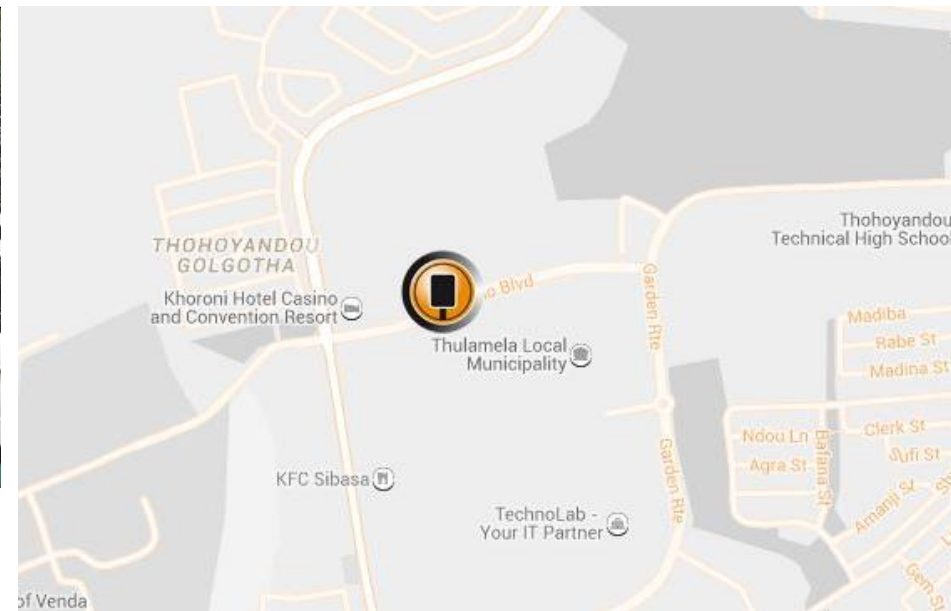 Thohoyandou
Technical High School
THOHOYANDOU
GOLGOTHA
Garden Rte
Khoroni Hotel Casino
and Convention Resort
Blvd
Madiba
Rabe St
Madina St
Thulamela Local
Municipality
Clerk St
Sufi St
Ndou Ln
Agra St
Bafana St
KFC Sibasa
Garden Rte
Amanji St
TechnoLab -
Your IT Partner
of Venda